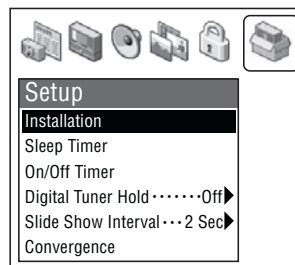 Setup
Installation
Sleep Timer
On/Off Timer
Digital Tuner Hold·······Off
Slide Show Interval···2 Sec
Convergence